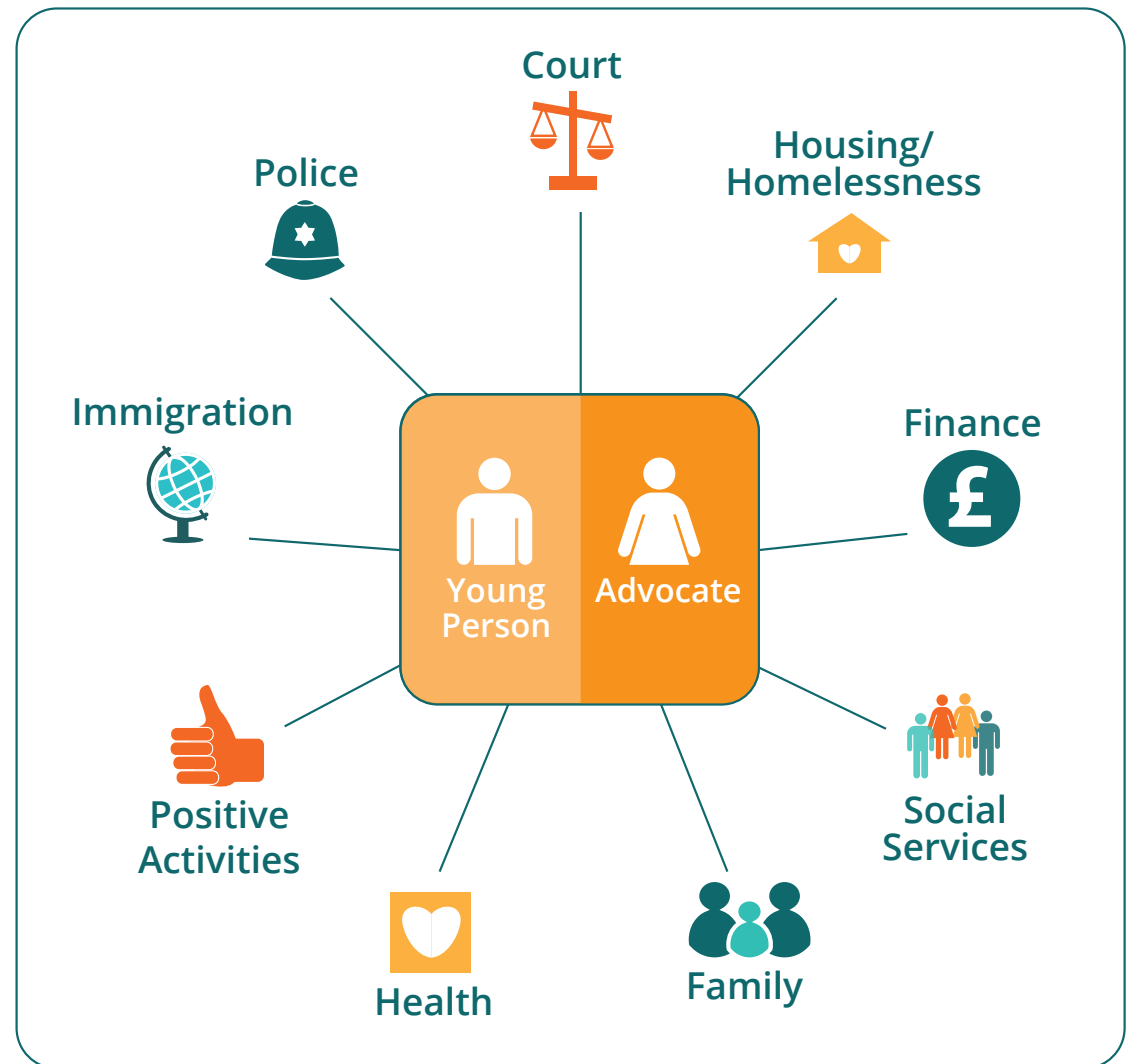 Court
Housing/
Homelessness
Police
Immigration
Finance
£
Young
Person
Advocate
Positive
Activities
Social
Services
Health
Family